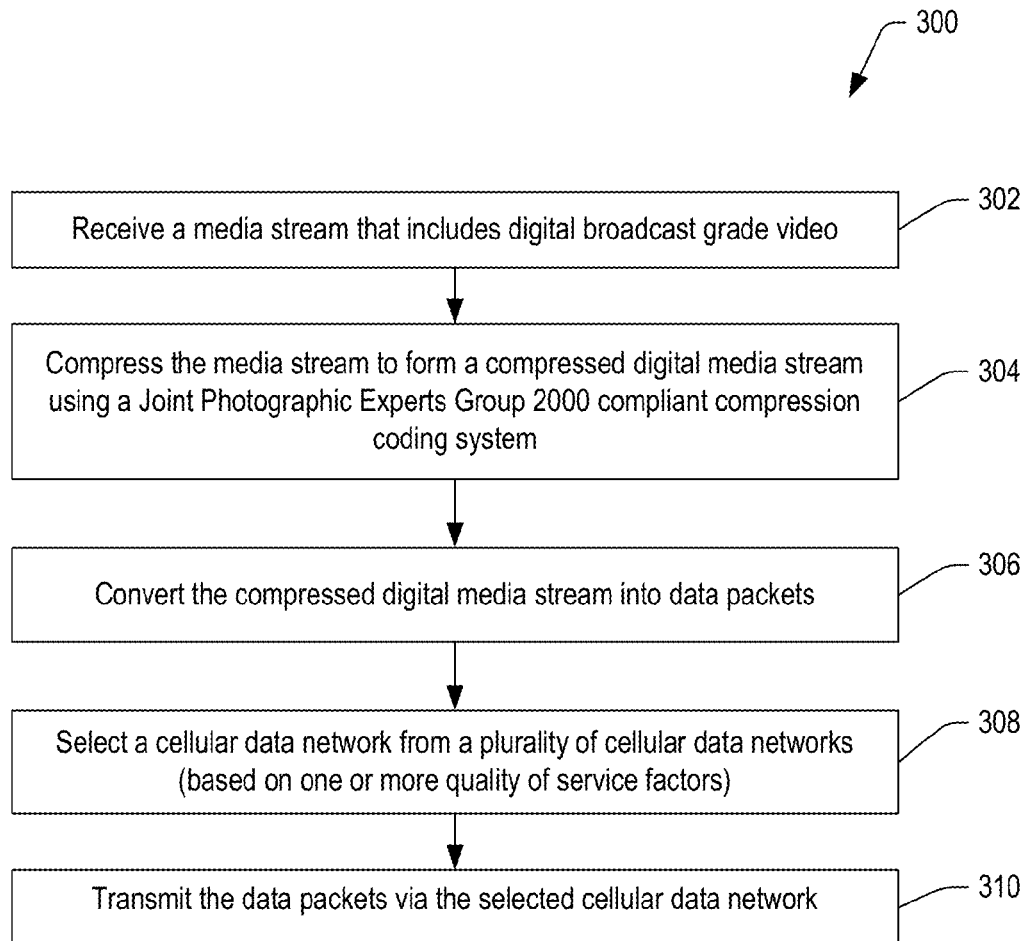 300
302
Receive a media stream that includes digital broadcast grade video
Compress the media stream to form a compressed digital media stream
using a Joint Photographic Experts Group 2000 compliant compression
coding system
304
306
Convert the compressed digital media stream into data packets
308
Select a cellular data network from a plurality of cellular data networks
(based on one or more quality of service factors)
Transmit the data packets via the selected cellular data network
310